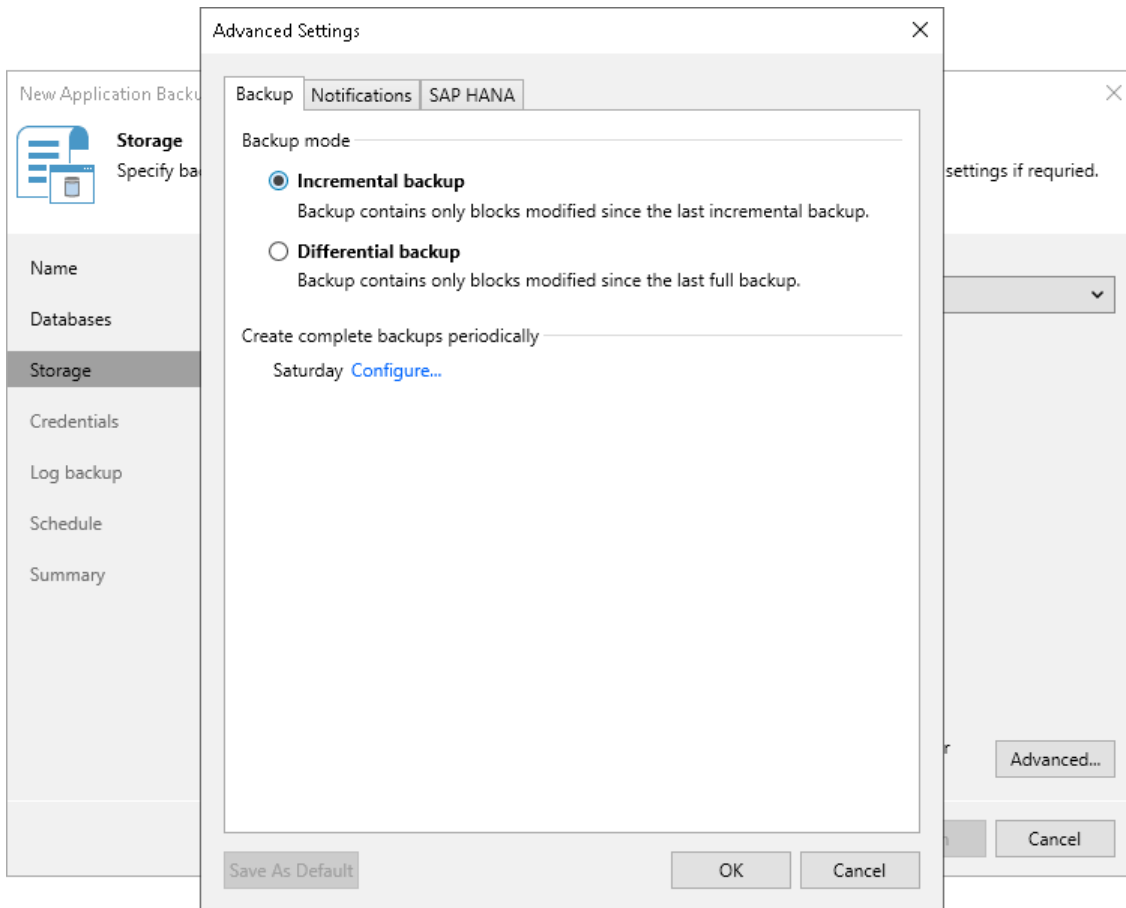 Advanced Settings
Backup Notifications SAP HANA
Backup mode
Incremental backup
Backup contains only blocks modified since the last incremental backup.
Differential backup
Backup contains only blocks modified since the last full backup.
Create complete backups periodically
Saturday Configure...
Save As Default OK Cancel
New Application Backu
Storage
Specify ba settings if requried.
Name
Databases
Storage
Credentials
Log backup
Schedule
Summary
Advanced...
Cancel